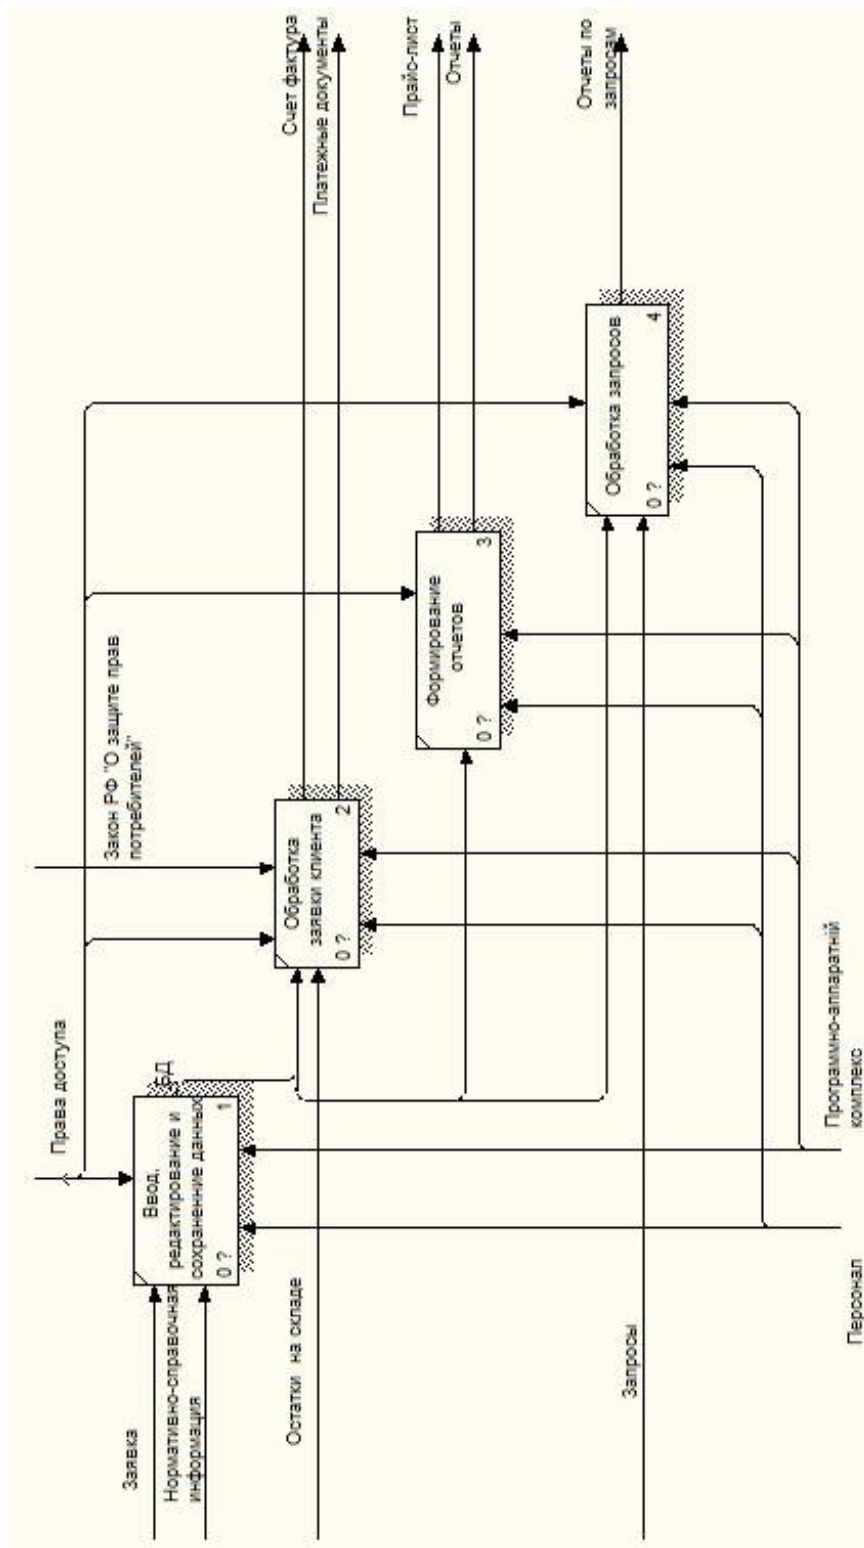 Права доступа
Закон РФ "О защите прав
потребителей"
Заявка
Нормативно-справочная
информация
Ввод,
редактирование и
сохраненние данных
0 ?
1
БД
Остатки на складе
Обработка
заявки клиента
0 ?
2
Счет фактура
Платежные документы
Формирование
отчетов
0 ?
3
Прайс-лист
Отчеты
Запросы
Обработка запросов
0 ?
4
Отчеты по
запросам
Персонал
Программно-аппаратній
комплекс